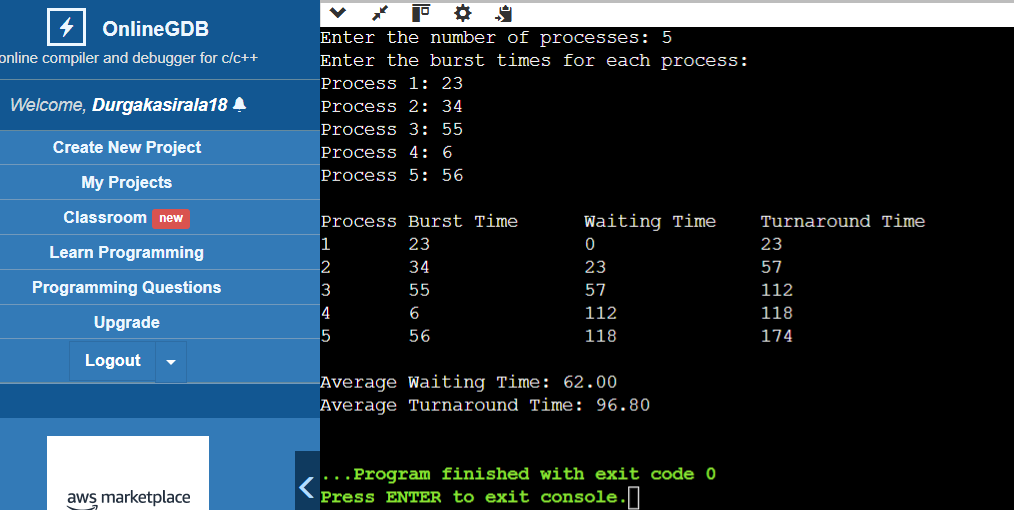 OnlineGDB
online compiler and debugger for c/c++
Welcome, Durgakasirala18
Create New Project
My Projects
Classroom new
Learn Programming
Programming Questions
Upgrade
Logout
aws marketplace
Enter the number of processes: 5
Enter the burst times for each process:
Process 1: 23
Process 2: 34
Process 3: 55
Process 4: 6
Process 5: 56
Process Burst Time Waiting Time Turnaround Time
1 23 0 23
2 34 23 57
3 55 57 112
4 6 112 118
5 56 118 174
Average Waiting Time: 62.00
Average Turnaround Time: 96.80
...Program finished with exit code 0
Press ENTER to exit console.